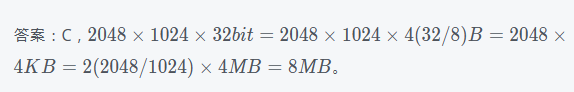 答案：C，2048 × 1024 × 32bit = 2048 × 1024 × 4(32/8)B = 2048 ×
4KB = 2(2048/1024) × 4MB = 8MB。